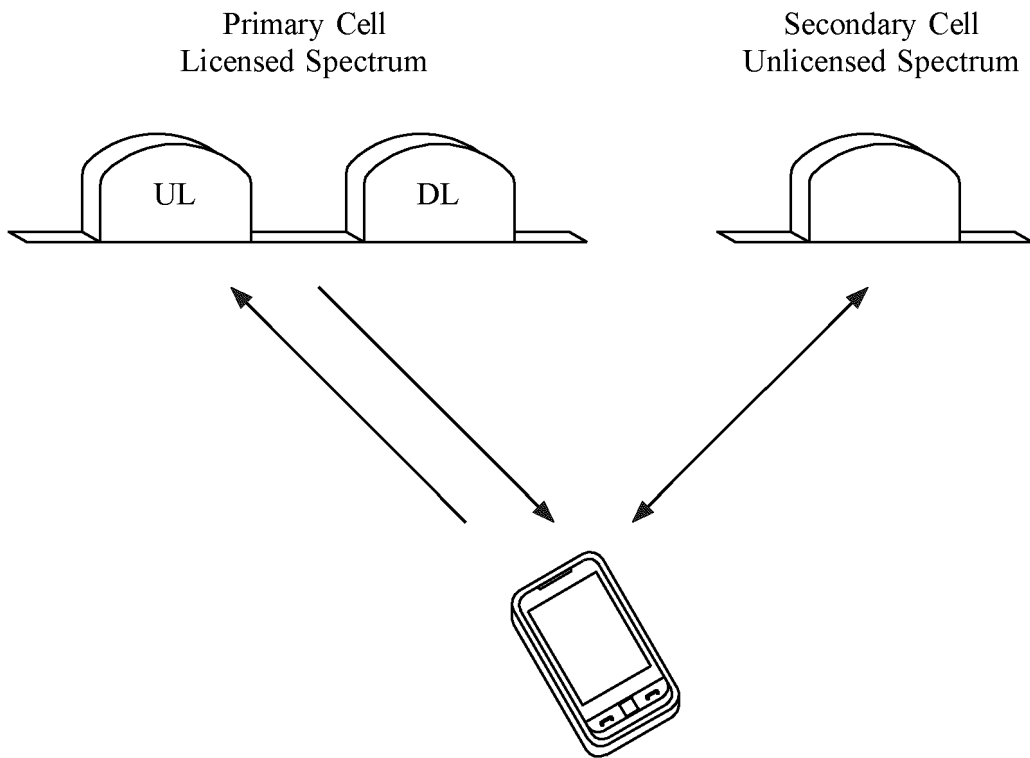 Primary Cell
Licensed Spectrum
Secondary Cell
Unlicensed Spectrum
UL
DL